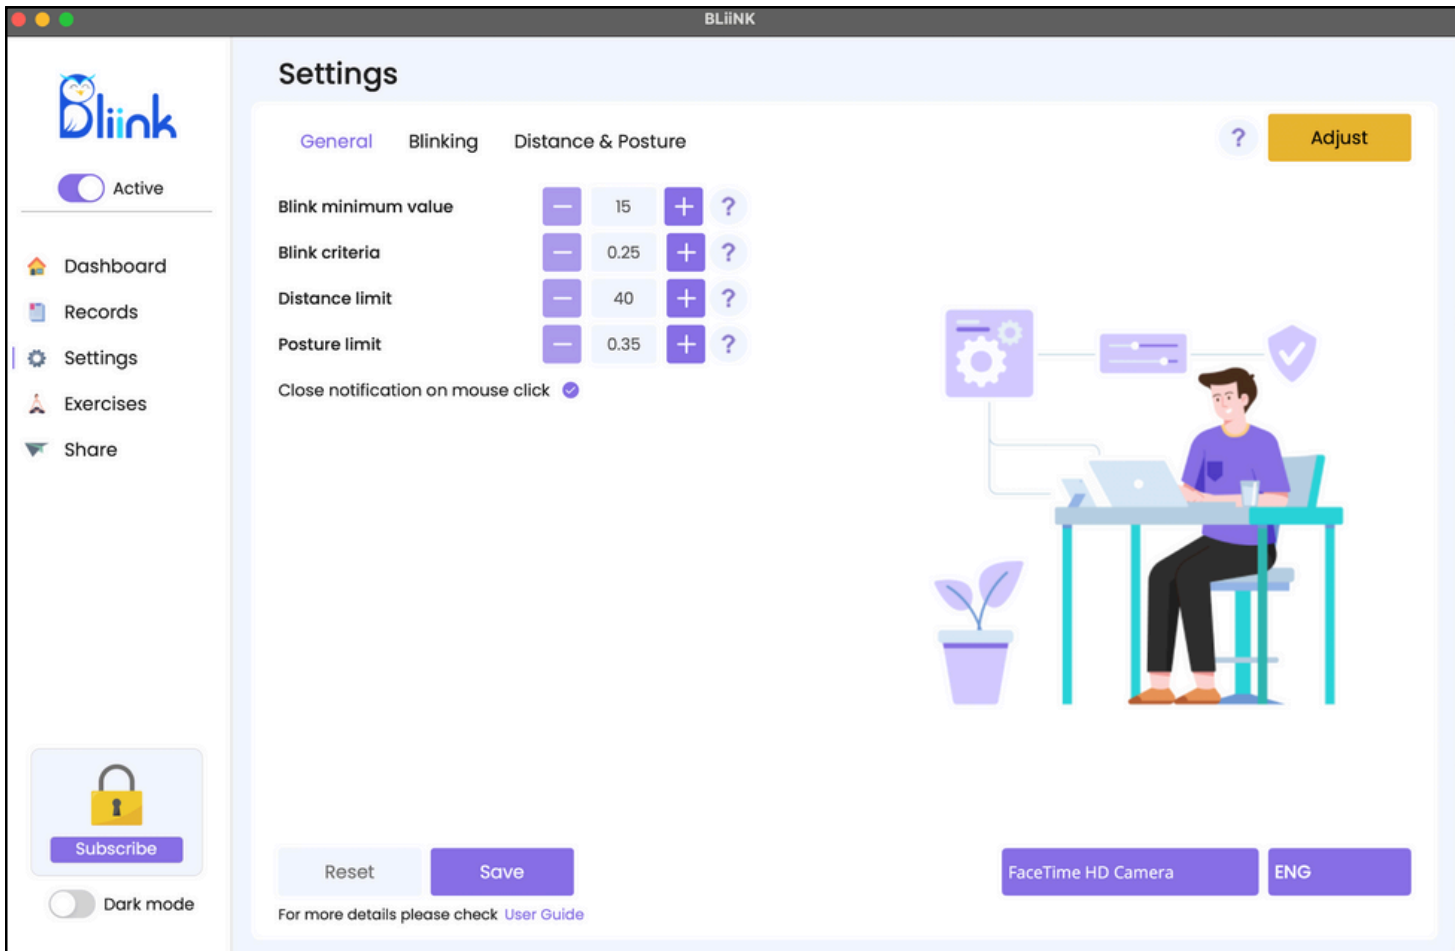 BLiiNK
Bliink
Active
Dashboard
Records
Settings
Exercises
Share
Subscribe
Dark mode
Settings
General Blinking Distance & Posture ? Adjust
Blink minimum value − 15 + ?
Blink criteria − 0.25 + ?
Distance limit − 40 + ?
Posture limit − 0.35 + ?
Close notification on mouse click
Reset Save FaceTime HD Camera ENG
For more details please check User Guide